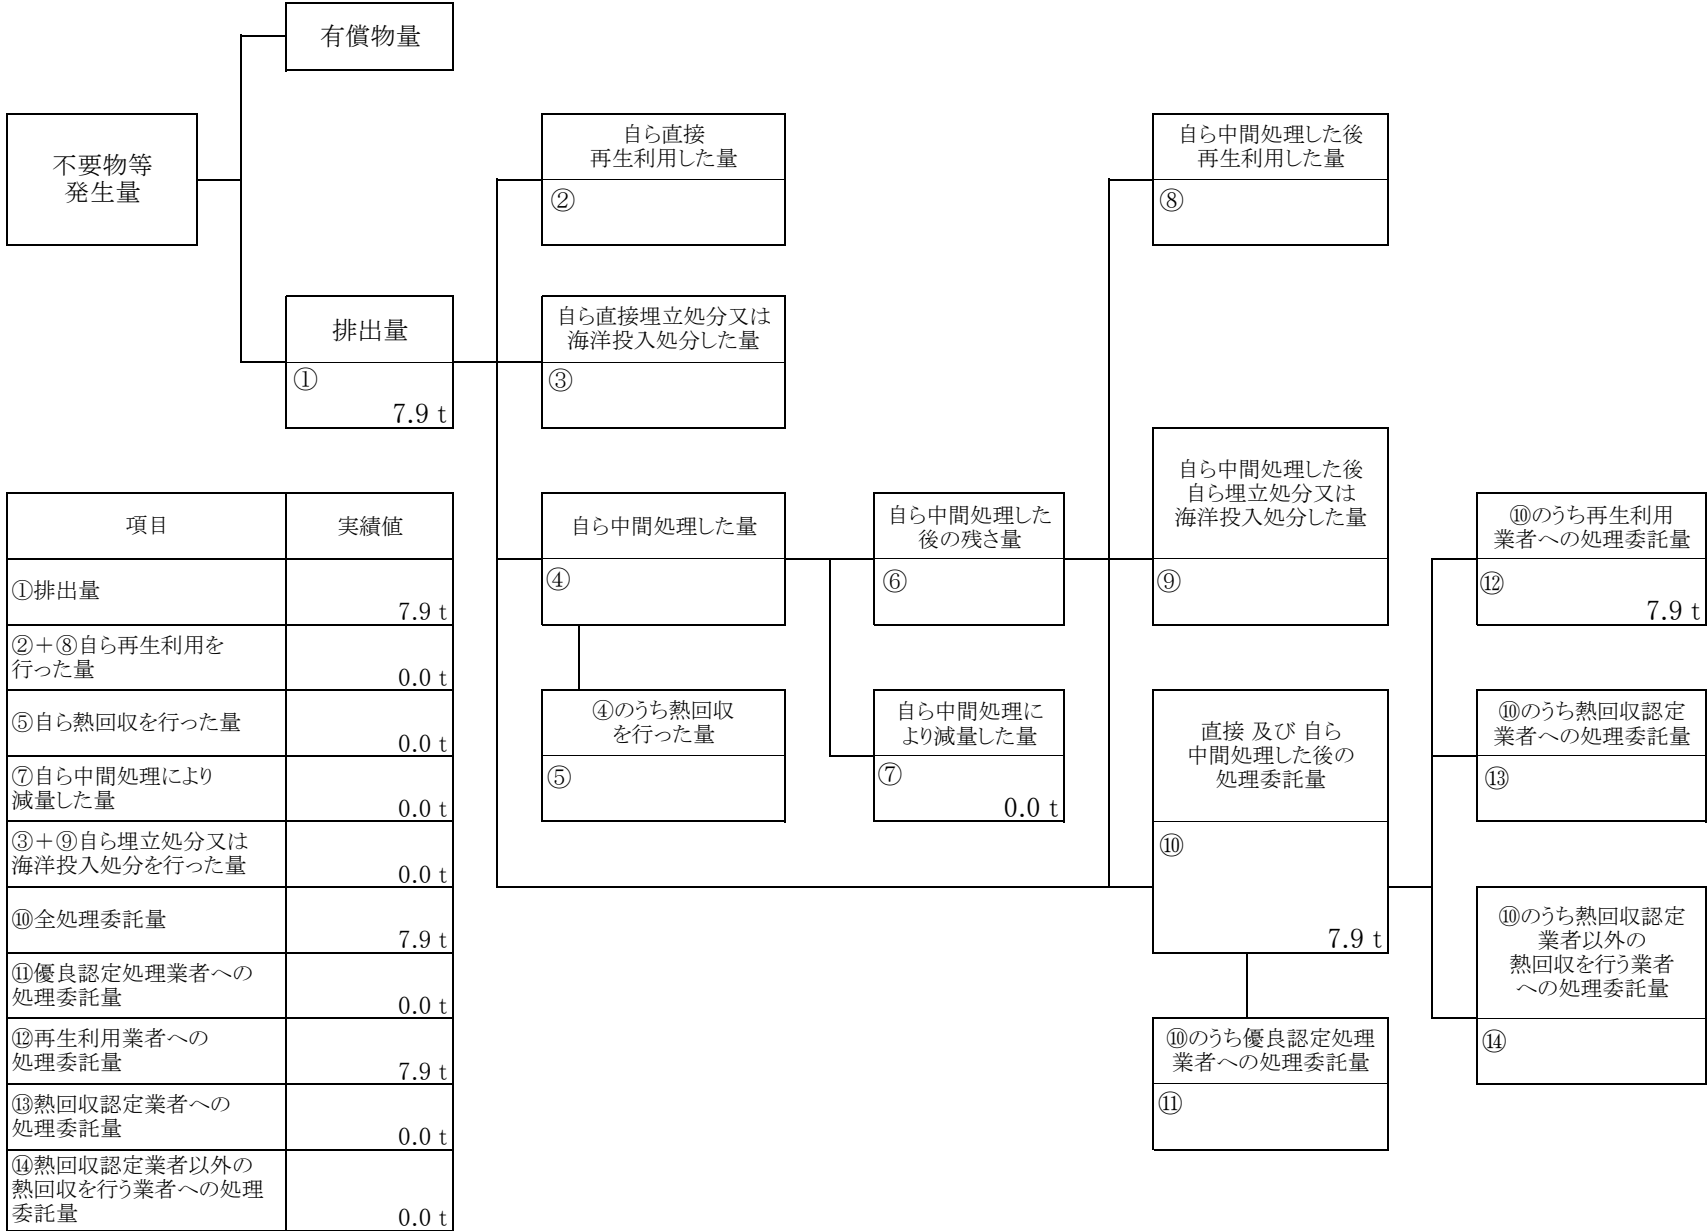 有償物量
不要物等
発生量
排出量
①
7.9 t
自ら直接
再生利用した量
②
自ら直接埋立処分又は
海洋投入処分した量
③
自ら中間処理した量
④
④のうち熱回収
を行った量
⑤
自ら中間処理した
後の残さ量
⑥
自ら中間処理に
より減量した量
⑦
0.0 t
自ら中間処理した後
再生利用した量
⑧
自ら中間処理した後
自ら埋立処分又は
海洋投入処分した量
⑨
直接 及び 自ら
中間処理した後の
処理委託量
⑩
7.9 t
⑩のうち優良認定処理
業者への処理委託量
⑪
⑩のうち再生利用
業者への処理委託量
⑫
7.9 t
⑩のうち熱回収認定
業者への処理委託量
⑬
⑩のうち熱回収認定
業者以外の
熱回収を行う業者
への処理委託量
⑭
項目 実績値
①排出量
7.9 t
②+⑧自ら再生利用を
行った量
0.0 t
⑤自ら熱回収を行った量
0.0 t
⑦自ら中間処理により
減量した量
0.0 t
③+⑨自ら埋立処分又は
海洋投入処分を行った量
0.0 t
⑩全処理委託量
7.9 t
⑪優良認定処理業者への
処理委託量
0.0 t
⑫再生利用業者への
処理委託量
7.9 t
⑬熱回収認定業者への
処理委託量
0.0 t
⑭熱回収認定業者以外の
熱回収を行う業者への処理
委託量
0.0 t